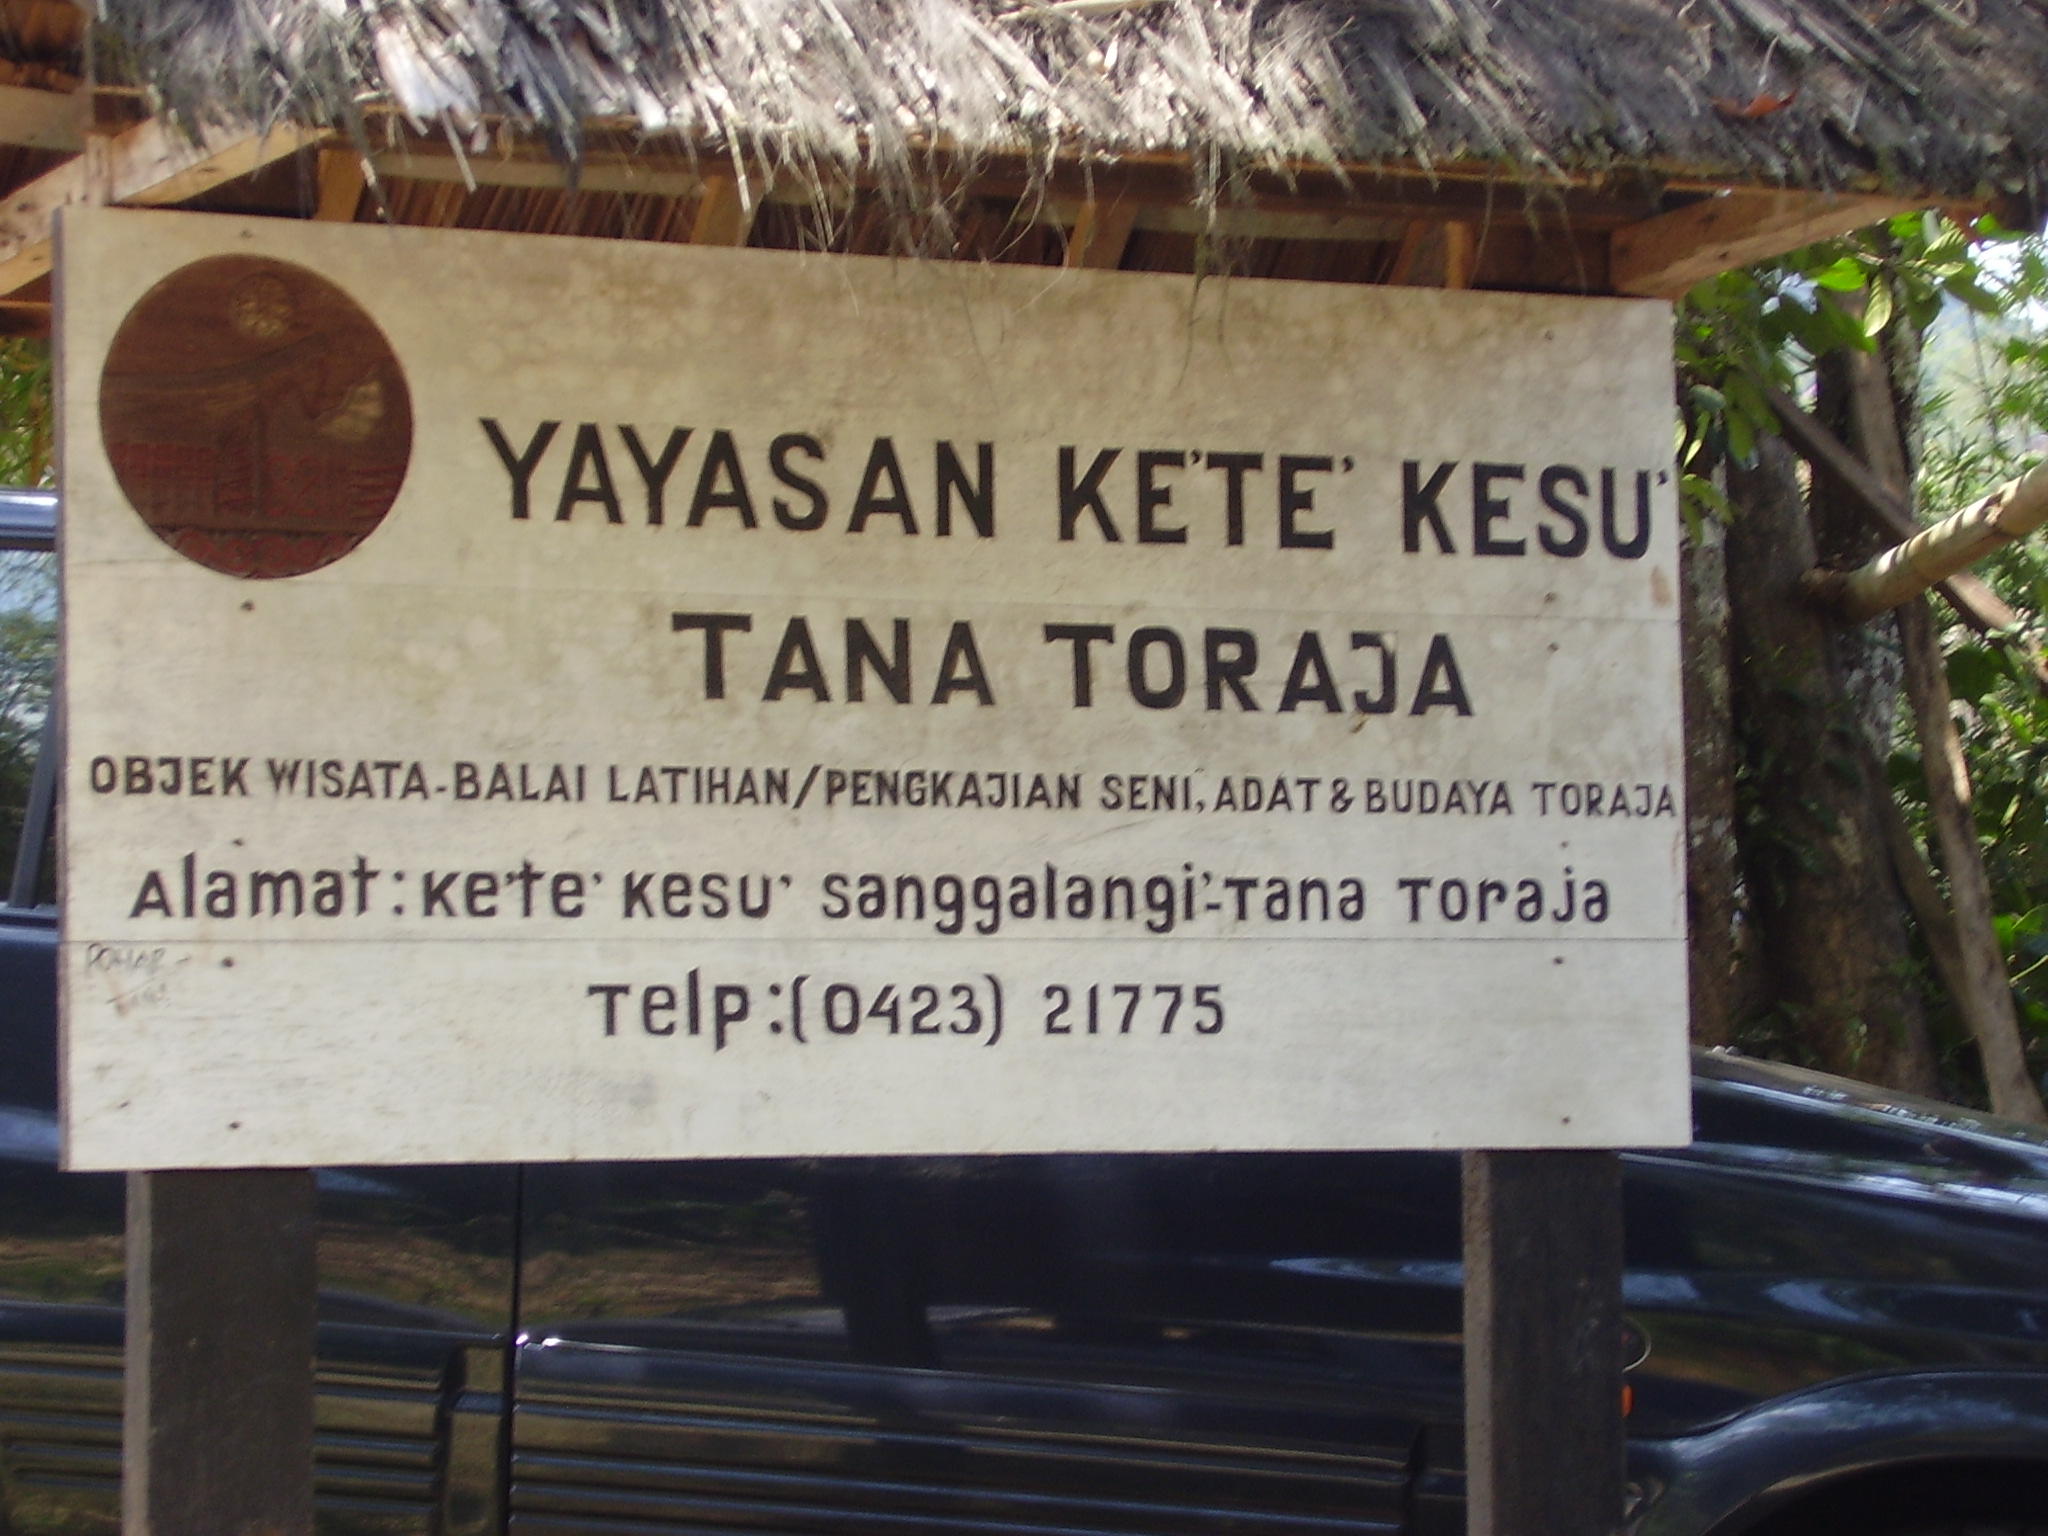 YAYASAN KE'TE' KESU'
TANA TORAJA
OBJEK WISATA-BALAI LATIHAN/PENGKAJIAN SENI, ADAT & BUDAYA TORAJA
Alamat: Ke'te' Kesu' Sanggalangi'-Tana Toraja
Telp:(0423) 21775